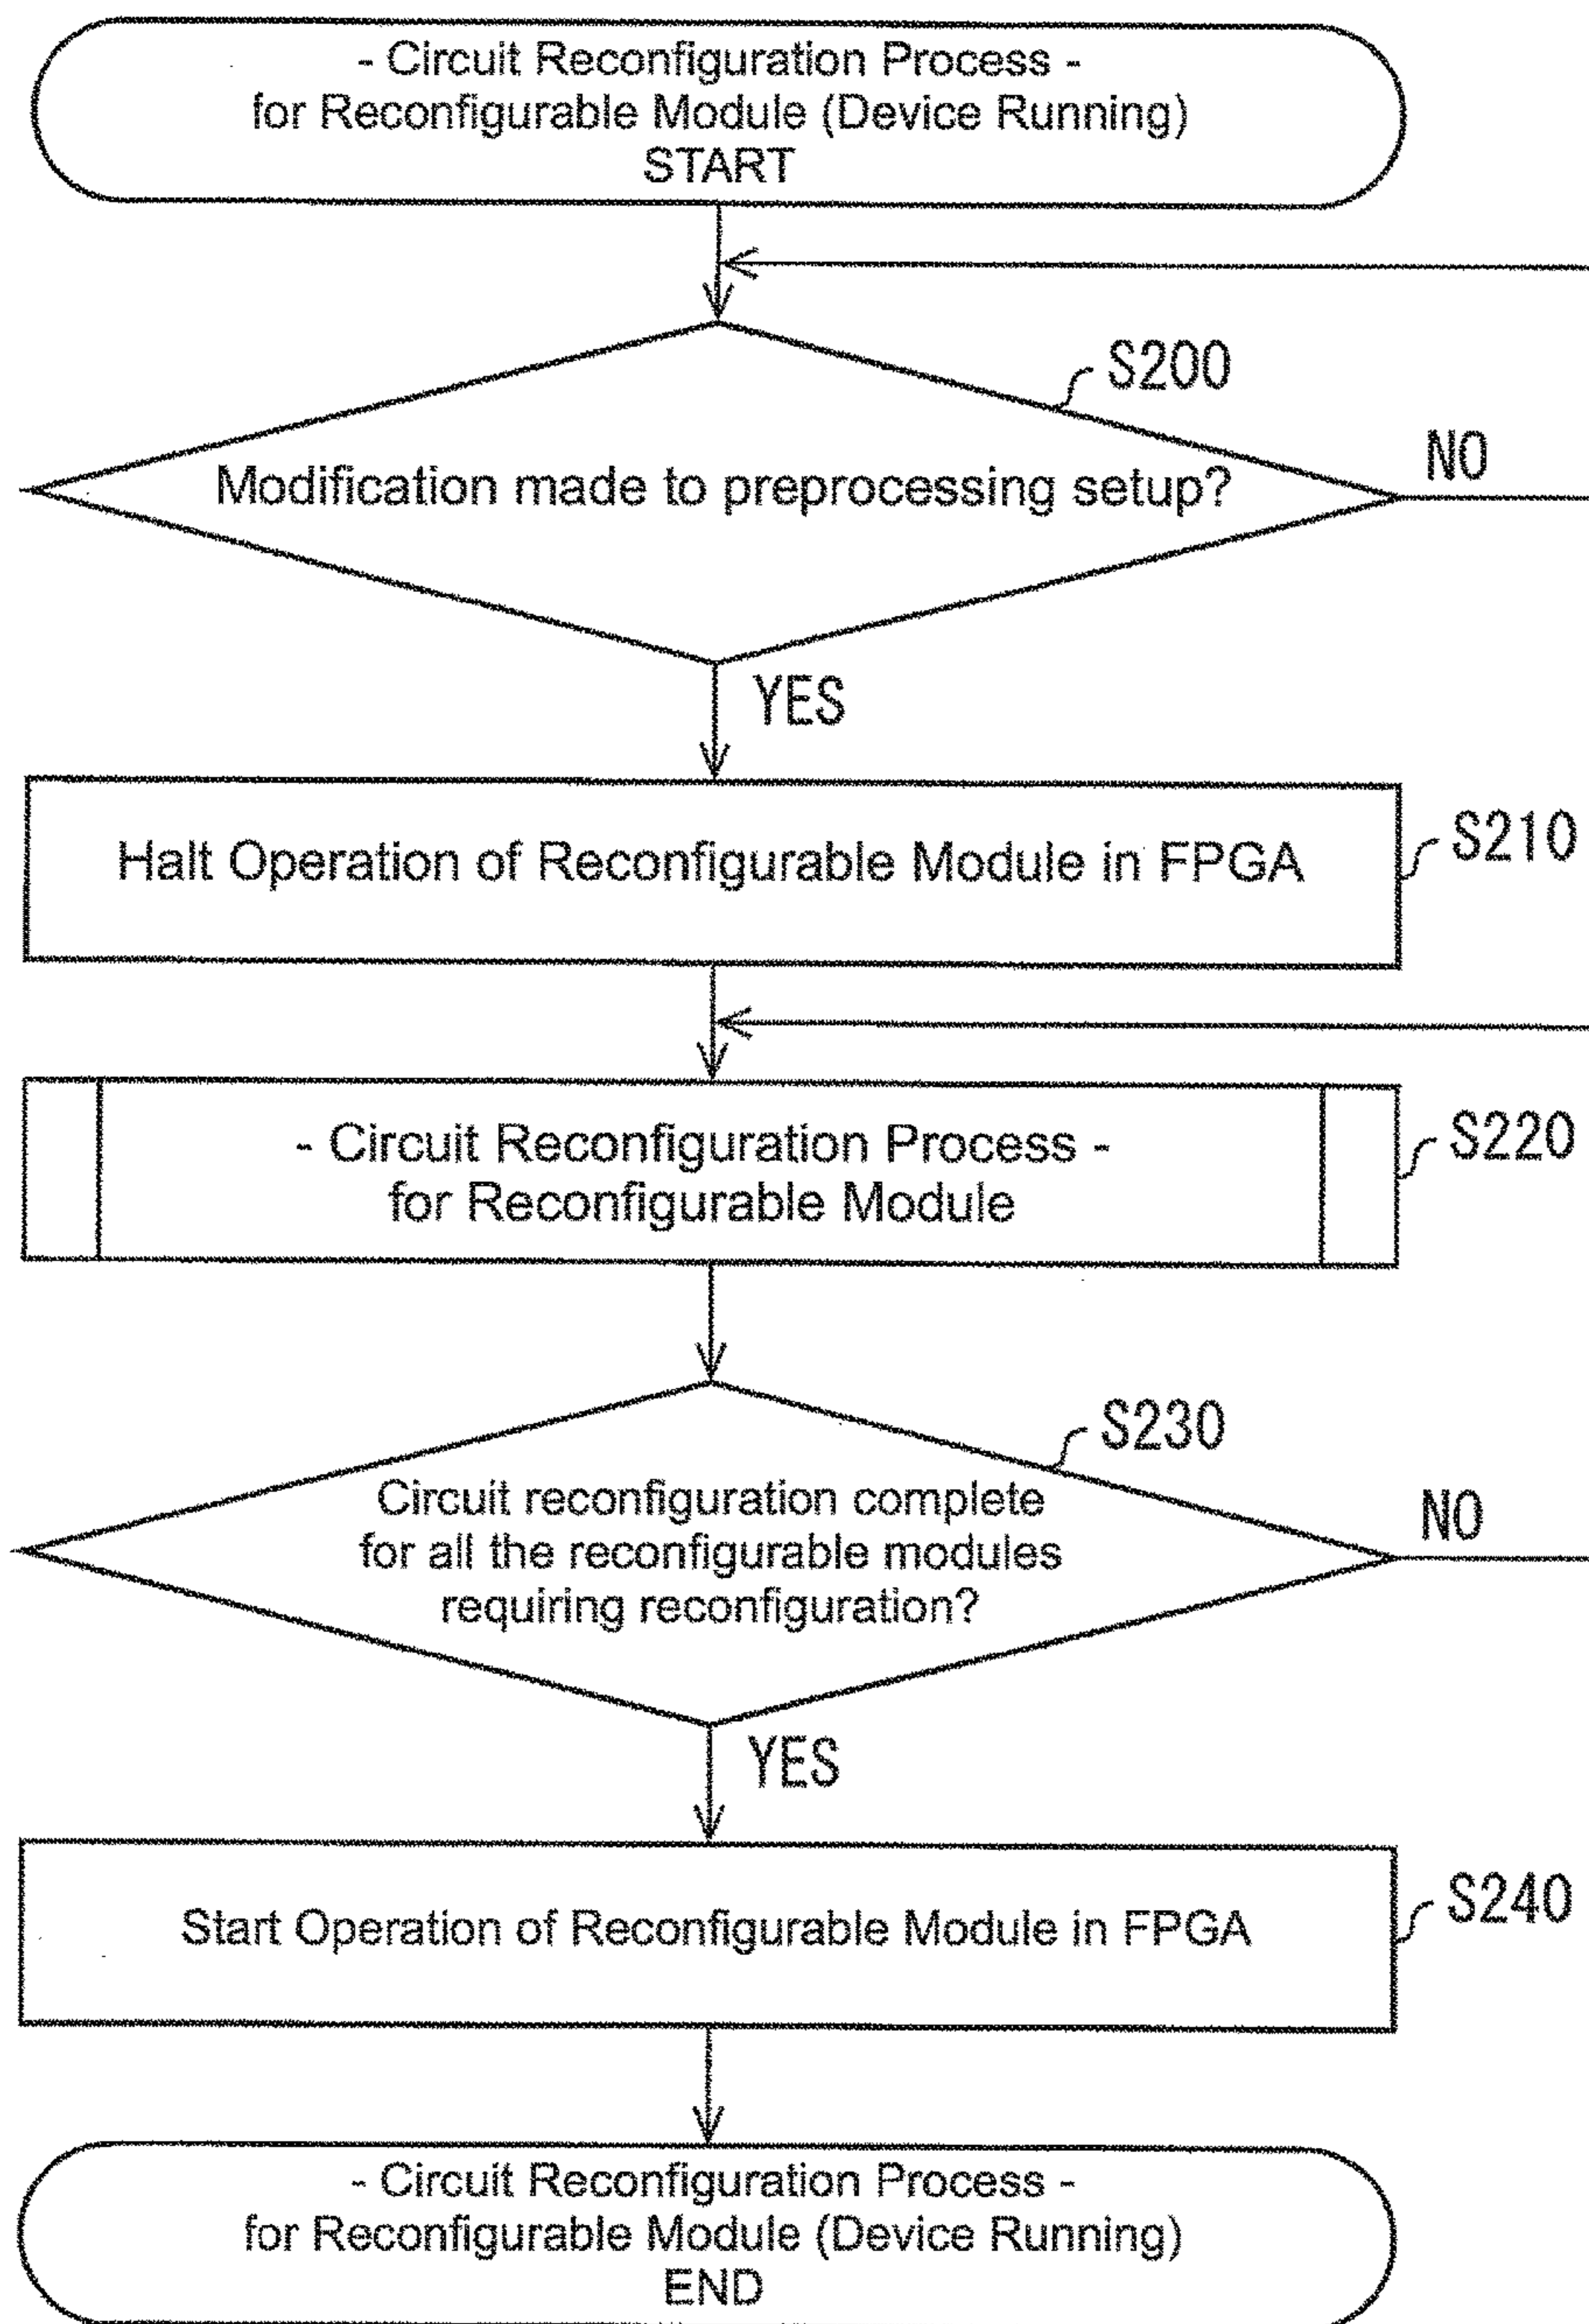 - Circuit Reconfiguration Process -
for Reconfigurable Module (Device Running)
START
S200
Modification made to preprocessing setup?
NO
YES
Halt Operation of Reconfigurable Module in FPGA
S210
- Circuit Reconfiguration Process -
for Reconfigurable Module
S220
S230
Circuit reconfiguration complete
for all the reconfigurable modules
requiring reconfiguration?
NO
YES
Start Operation of Reconfigurable Module in FPGA
S240
- Circuit Reconfiguration Process -
for Reconfigurable Module (Device Running)
END